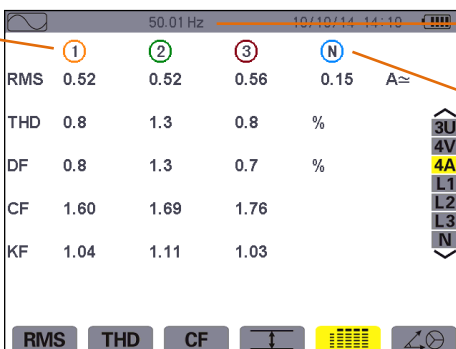 50.01 Hz 10/10/14 14:10
1 2 3 N
RMS 0.52 0.52 0.56 0.15 A≃
THD 0.8 1.3 0.8 %
DF 0.8 1.3 0.7 %
CF 1.60 1.69 1.76
KF 1.04 1.11 1.03
3U
4V
4A
L1
L2
L3
N
RMS THD CF